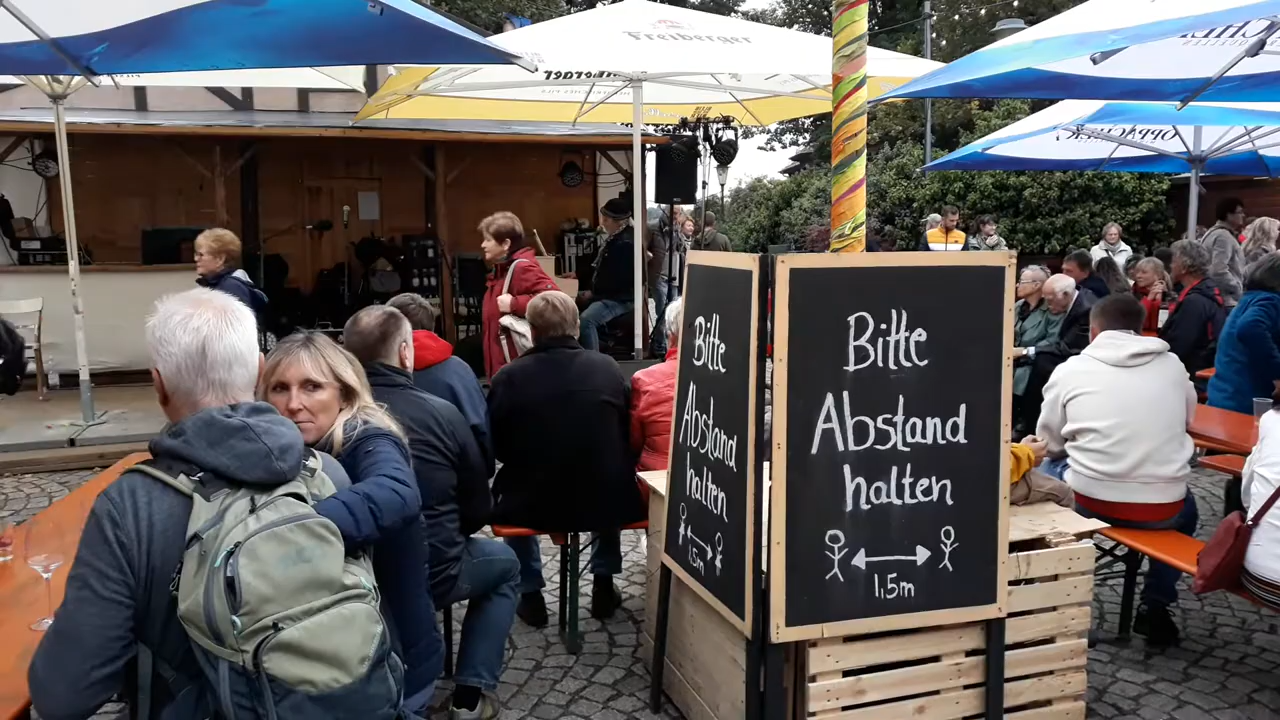 Freiberger
Bitte
Abstand
halten
1,5m
Bitte
Abstand
halten
1,5m